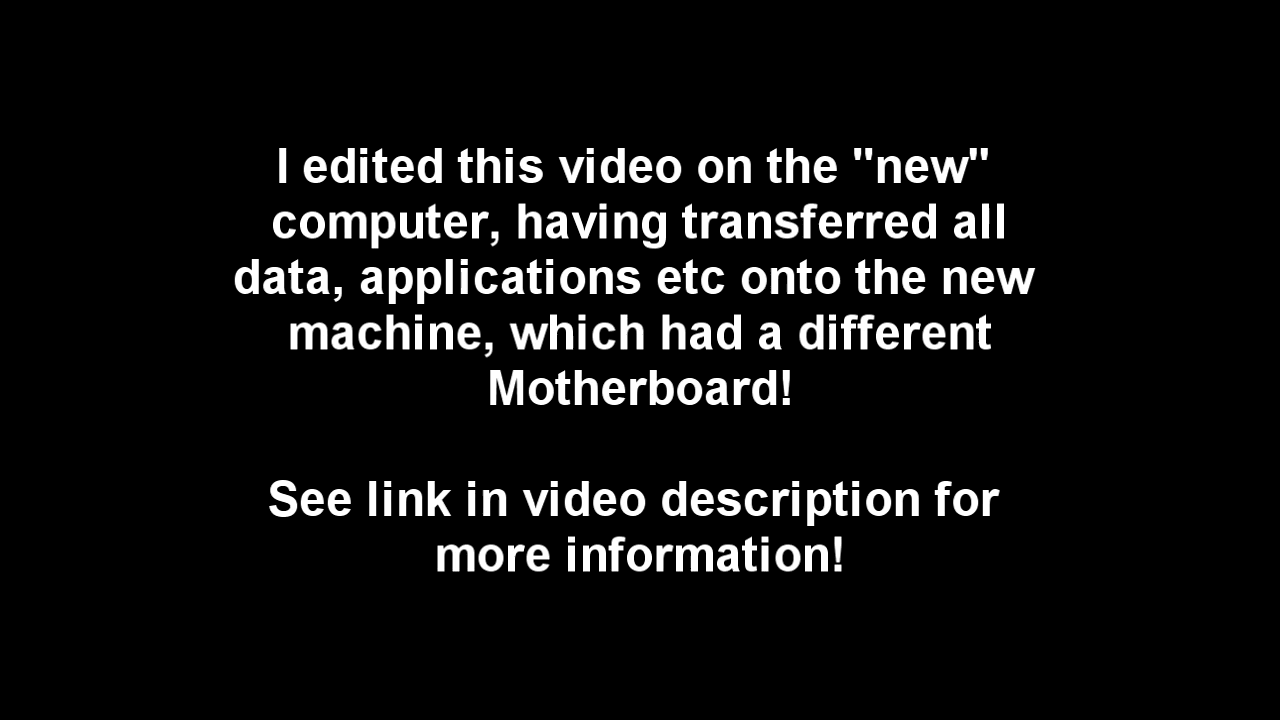 I edited this video on the "new"
computer, having transferred all
data, applications etc onto the new
machine, which had a different
Motherboard!
See link in video description for
more information!